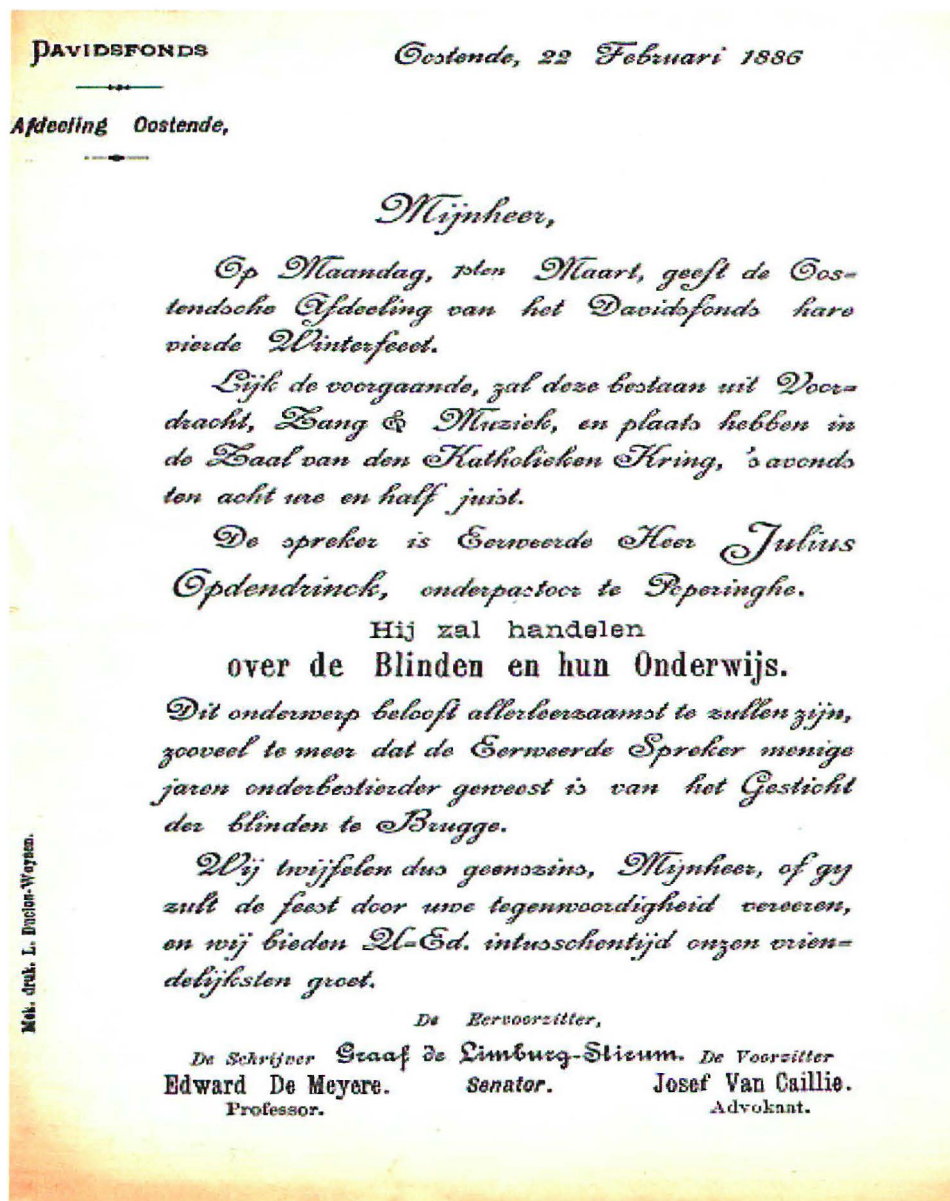 DAVIDSFONDS
Oostende, 22 Februari 1886
Afdeeling Oostende,
Mijnheer,
Op Maandag, 1sten Maart, geeft de Oos=
tendsche Afdeeling van het Davidsfonds hare
vierde Winterfeest.
Lijk de voorgaande, zal deze bestaan uit Voor=
dracht, Zang & Muziek, en plaats hebben in
de Zaal van den Katholieken Kring, 's avonds
ten acht ure en half juist.
De spreker is Eerweerde Heer Julius
Opdendrinck, onderpastoor te Poperinghe.
Hij zal handelen
over de Blinden en hun Onderwijs.
Dit onderwerp belooft allerleerzaamst te zullen zijn,
zooveel te meer dat de Eerweerde Spreker menige
jaren onderbestierder geweest is van het Gesticht
der blinden te Brugge.
Wij twijfelen dus geenszins, Mijnheer, of gy
zult de feest door uwe tegenwoordigheid vereeren,
en wij bieden U=Ed. intusschentijd onzen vrien=
delijksten groet.
De Eervoorzitter,
De Schrijver Graaf de Limburg-Stirum. De Voorzitter
Edward De Meyere. Senator. Josef Van Caillie.
Professor. Advokant.
Mek. druk. L. Duclos-Weynen.